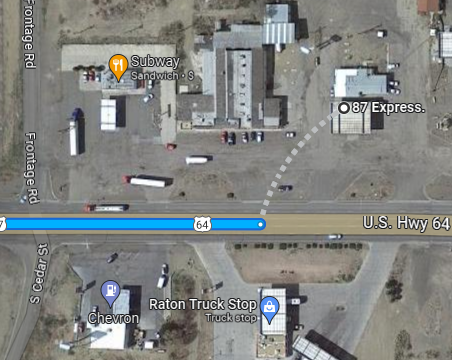 Frontage Rd
Subway
Sandwich • $
87 Express.
Frontage Rd
64
U.S. Hwy 64
S Cedar St
Chevron
Raton Truck Stop
Truck stop